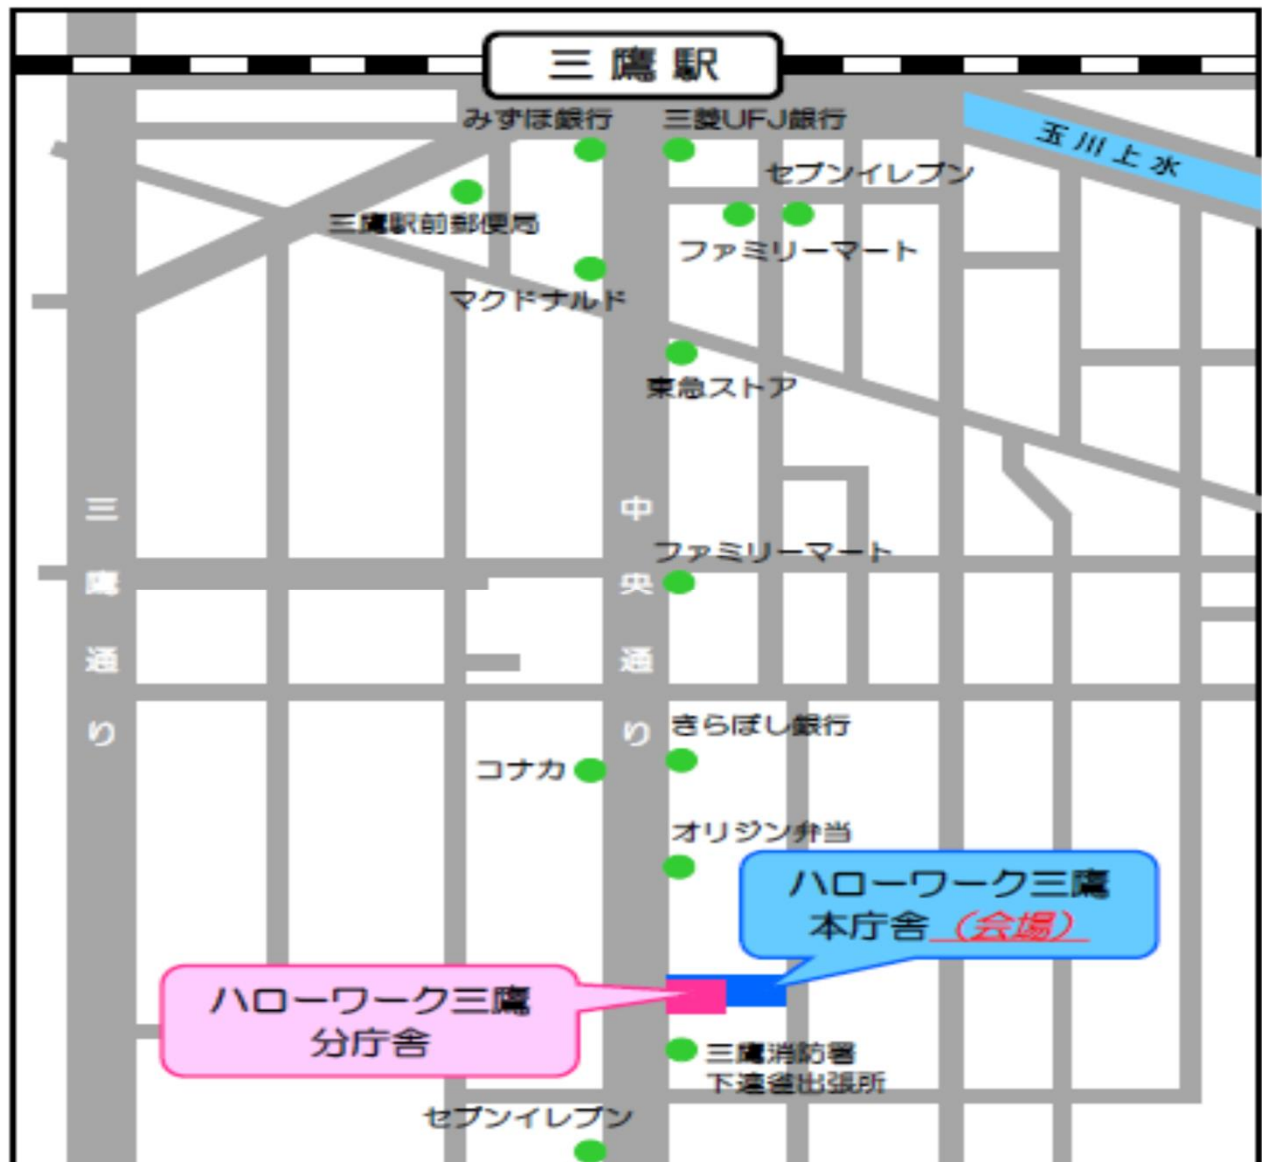 三鷹駅
みずほ銀行
三菱UFJ銀行
玉川上水
セブンイレブン
三鷹駅前郵便局
ファミリーマート
マクドナルド
東急ストア
三鷹通り
中央通り
ファミリーマート
きらぼし銀行
コナカ
オリジン弁当
ハローワーク三鷹
本庁舎（会場）
ハローワーク三鷹
分庁舎
三鷹消防署
下連雀出張所
セブンイレブン